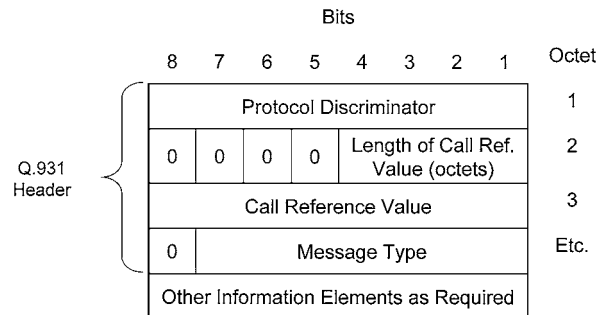 Bits
8 7 6 5 4 3 2 1 Octet
Protocol Discriminator 1
0 0 0 0 Length of Call Ref. 2
Value (octets)
Q.931
Header
Call Reference Value 3
0 Message Type Etc.
Other Information Elements as Required